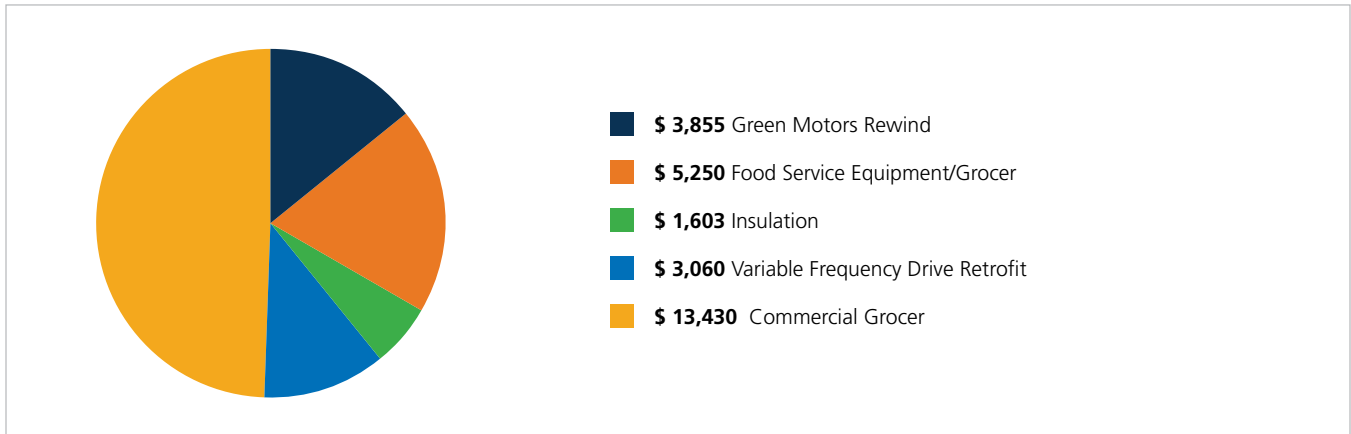 $ 3,855 Green Motors Rewind
$ 5,250 Food Service Equipment/Grocer
$ 1,603 Insulation
$ 3,060 Variable Frequency Drive Retrofit
$ 13,430 Commercial Grocer